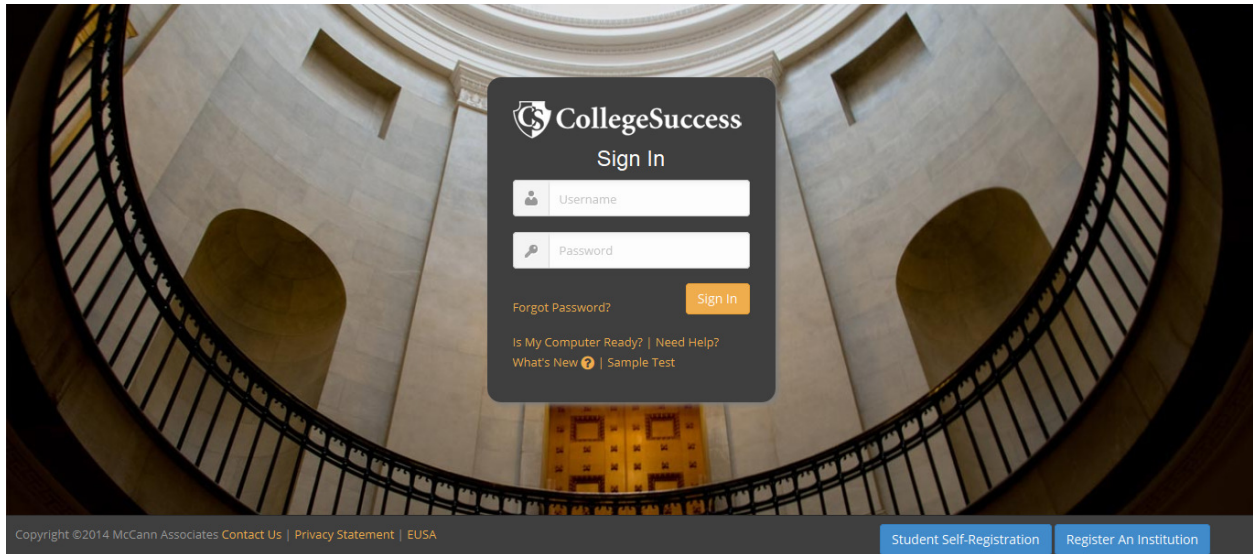 CS CollegeSuccess
Sign In
Username
Password
Forgot Password?
Sign In
Is My Computer Ready? | Need Help?
What's New ? | Sample Test
Copyright ©2014 McCann Associates Contact Us | Privacy Statement | EUSA
Student Self-Registration
Register An Institution